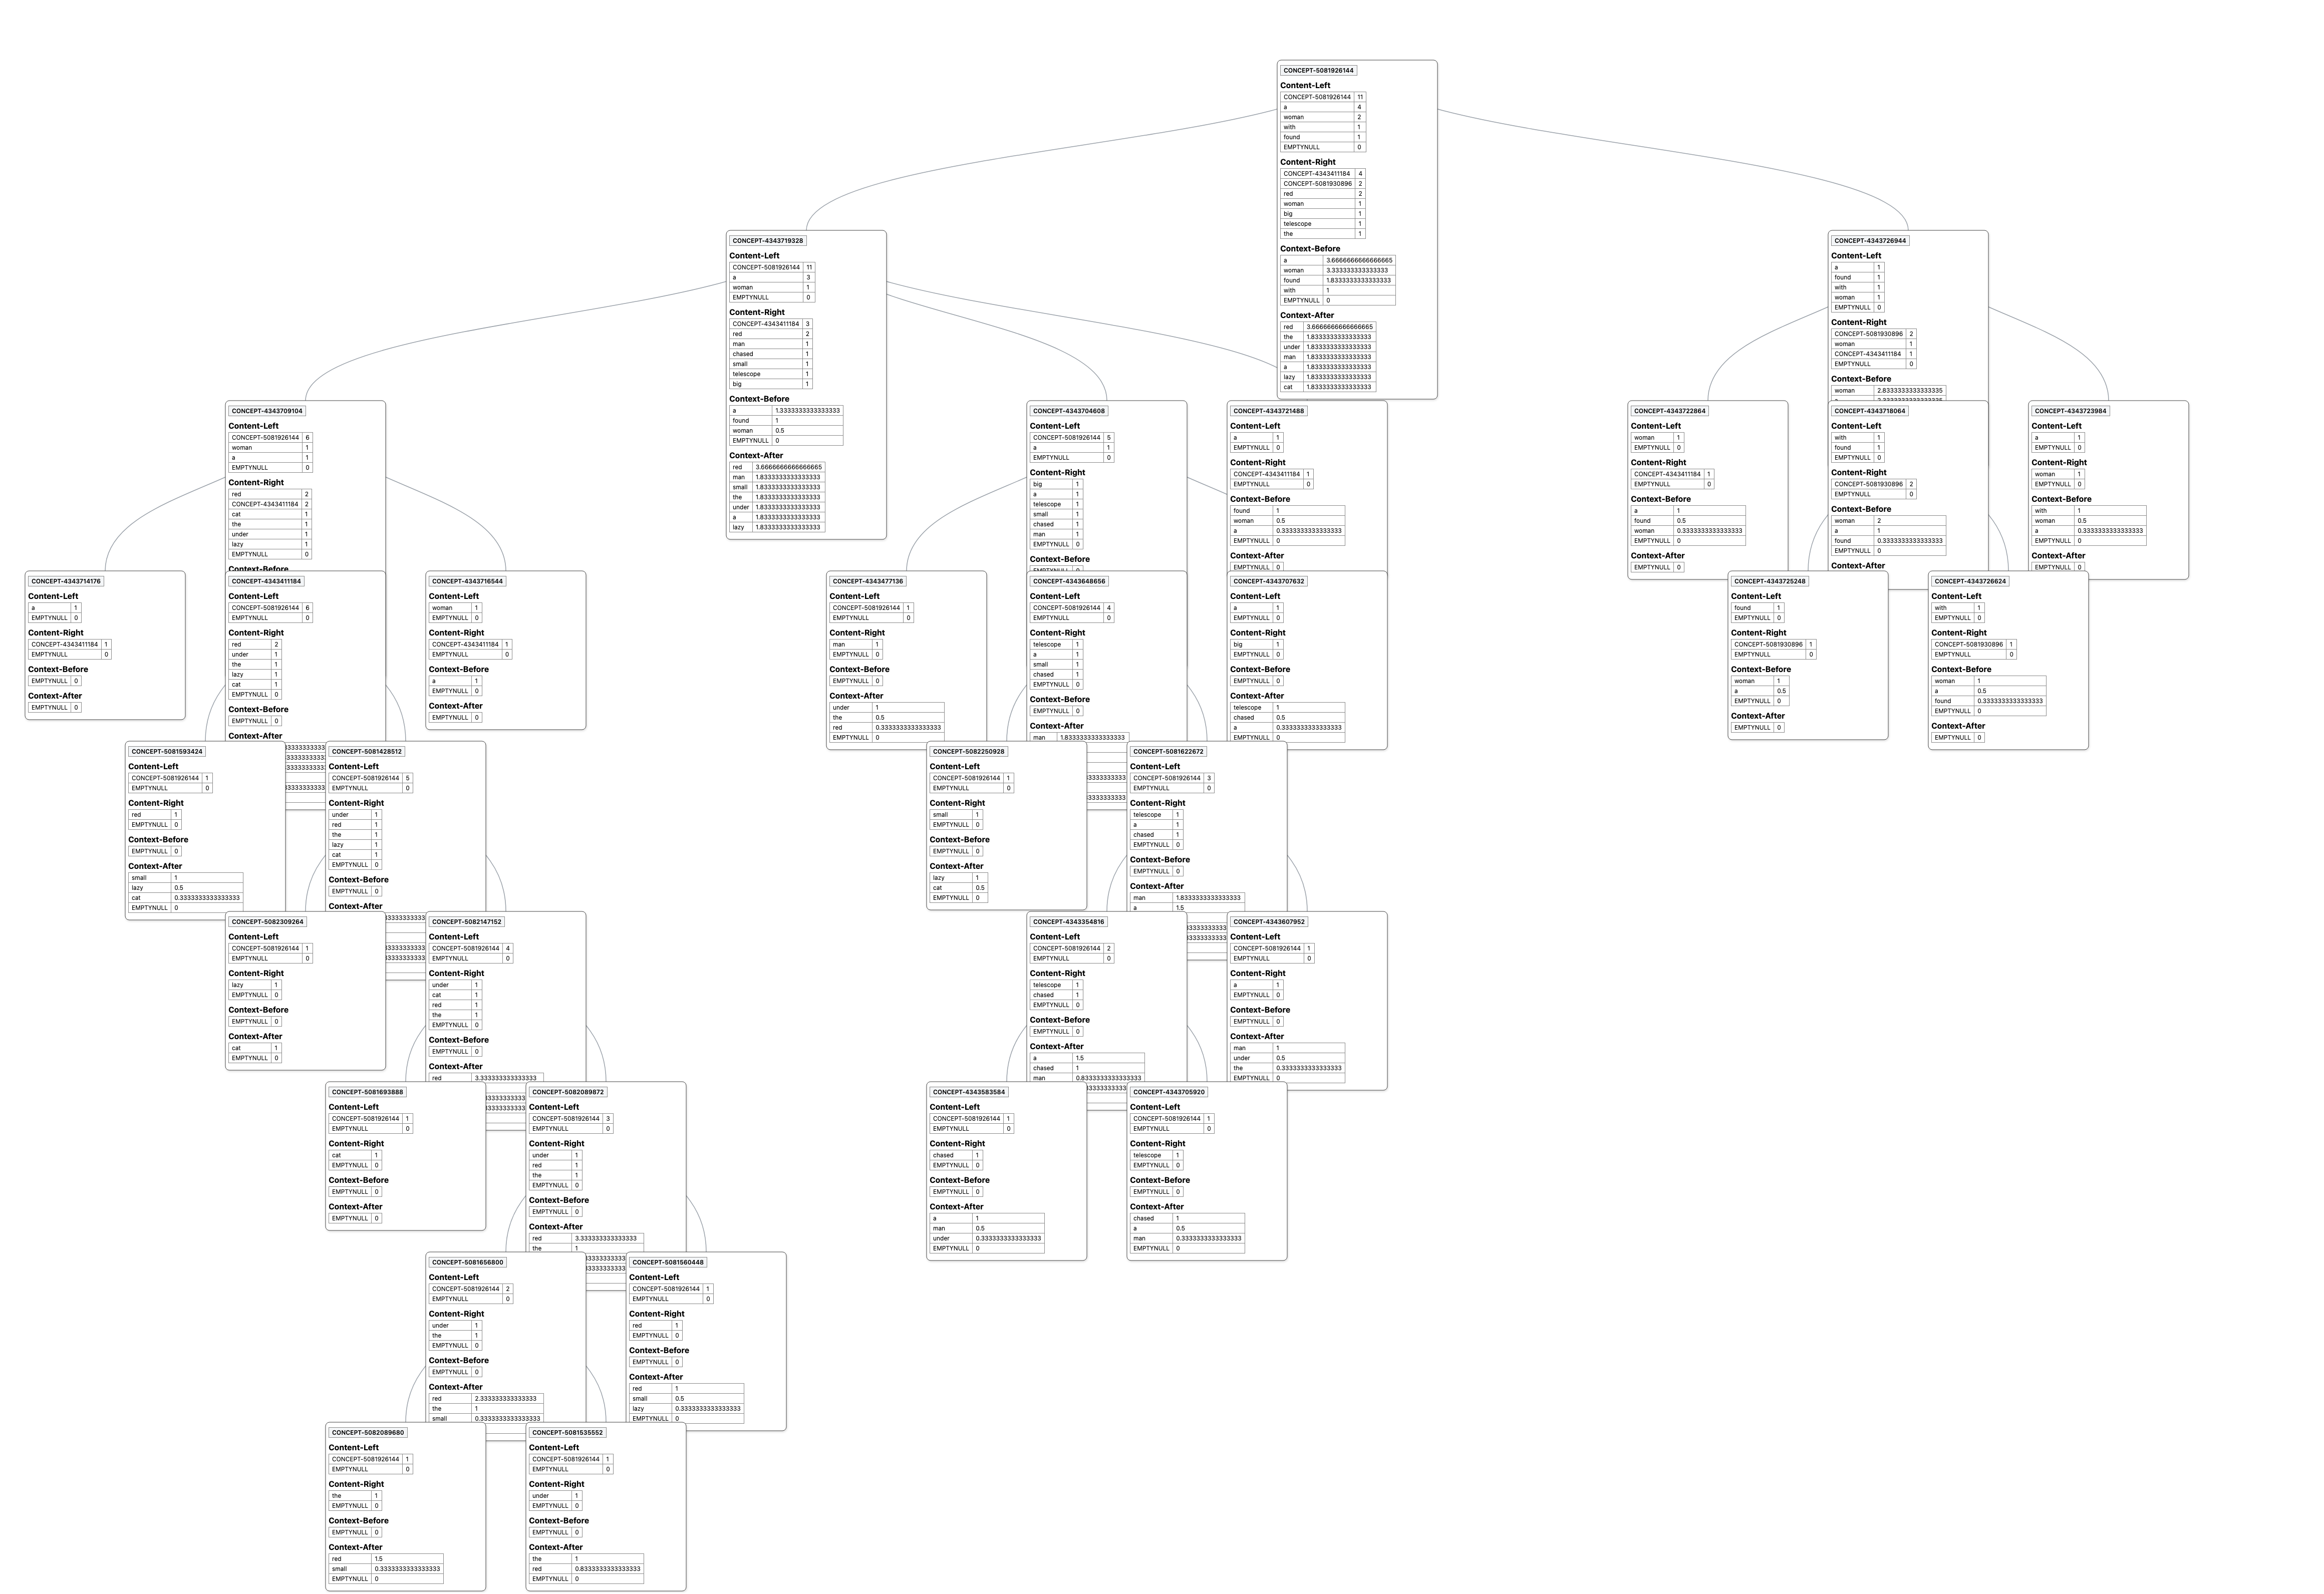 CONCEPT-5081926144
Content-Left
CONCEPT-5081926144 11
a 4
woman 2
with 1
found 1
EMPTYNULL 0
Content-Right
CONCEPT-4343411184 4
CONCEPT-5081930896 2
red 2
woman 1
big 1
telescope 1
the 1
Context-Before
a 3.6666666666666665
woman 3.333333333333333
found 1.8333333333333333
with 1
EMPTYNULL 0
Context-After
red 3.6666666666666665
the 1.8333333333333333
under 1.8333333333333333
man 1.8333333333333333
a 1.8333333333333333
lazy 1.8333333333333333
cat 1.8333333333333333
CONCEPT-4343719328
Content-Left
CONCEPT-5081926144 11
a 3
woman 1
EMPTYNULL 0
Content-Right
CONCEPT-4343411184 3
red 2
man 1
chased 1
small 1
telescope 1
big 1
Context-Before
a 1.3333333333333333
found 1
woman 0.5
EMPTYNULL 0
Context-After
red 3.6666666666666665
man 1.8333333333333333
small 1.8333333333333333
the 1.8333333333333333
under 1.8333333333333333
a 1.8333333333333333
lazy 1.8333333333333333
CONCEPT-4343726944
Content-Left
a 1
found 1
with 1
woman 1
EMPTYNULL 0
Content-Right
CONCEPT-5081930896 2
woman 1
CONCEPT-4343411184 1
EMPTYNULL 0
Context-Before
woman 2.8333333333333335
CONCEPT-4343709104
Content-Left
CONCEPT-5081926144 6
woman 1
a 1
EMPTYNULL 0
Content-Right
red 2
CONCEPT-4343411184 2
cat 1
the 1
under 1
lazy 1
EMPTYNULL 0
Context-Before
CONCEPT-4343704608
Content-Left
CONCEPT-5081926144 5
a 1
EMPTYNULL 0
Content-Right
big 1
a 1
telescope 1
small 1
chased 1
man 1
EMPTYNULL 0
Context-Before
EMPTYNULL 0
CONCEPT-4343721488
Content-Left
a 1
EMPTYNULL 0
Content-Right
CONCEPT-4343411184 1
EMPTYNULL 0
Context-Before
found 1
woman 0.5
a 0.3333333333333333
EMPTYNULL 0
Context-After
EMPTYNULL 0
CONCEPT-4343722864
Content-Left
woman 1
EMPTYNULL 0
Content-Right
CONCEPT-4343411184 1
EMPTYNULL 0
Context-Before
a 1
found 0.5
woman 0.3333333333333333
EMPTYNULL 0
Context-After
EMPTYNULL 0
CONCEPT-4343718064
Content-Left
with 1
found 1
EMPTYNULL 0
Content-Right
CONCEPT-5081930896 2
EMPTYNULL 0
Context-Before
woman 2
a 1
found 0.3333333333333333
EMPTYNULL 0
Context-After
CONCEPT-4343723984
Content-Left
a 1
EMPTYNULL 0
Content-Right
woman 1
EMPTYNULL 0
Context-Before
with 1
woman 0.5
a 0.3333333333333333
EMPTYNULL 0
Context-After
EMPTYNULL 0
CONCEPT-4343714176
Content-Left
a 1
EMPTYNULL 0
Content-Right
CONCEPT-4343411184 1
EMPTYNULL 0
Context-Before
EMPTYNULL 0
Context-After
EMPTYNULL 0
CONCEPT-4343411184
Content-Left
CONCEPT-5081926144 6
EMPTYNULL 0
Content-Right
red 2
under 1
the 1
lazy 1
cat 1
EMPTYNULL 0
Context-Before
EMPTYNULL 0
Context-After
CONCEPT-4343716544
Content-Left
woman 1
EMPTYNULL 0
Content-Right
CONCEPT-4343411184 1
EMPTYNULL 0
Context-Before
a 1
EMPTYNULL 0
Context-After
EMPTYNULL 0
CONCEPT-4343477136
Content-Left
CONCEPT-5081926144 1
EMPTYNULL 0
Content-Right
man 1
EMPTYNULL 0
Context-Before
EMPTYNULL 0
Context-After
under 1
the 0.5
red 0.3333333333333333
EMPTYNULL 0
CONCEPT-4343648656
Content-Left
CONCEPT-5081926144 4
EMPTYNULL 0
Content-Right
telescope 1
a 1
small 1
chased 1
EMPTYNULL 0
Context-Before
EMPTYNULL 0
Context-After
man 1.8333333333333333
CONCEPT-4343707632
Content-Left
a 1
EMPTYNULL 0
Content-Right
big 1
EMPTYNULL 0
Context-Before
EMPTYNULL 0
Context-After
telescope 1
chased 0.5
a 0.3333333333333333
EMPTYNULL 0
CONCEPT-4343725248
Content-Left
found 1
EMPTYNULL 0
Content-Right
CONCEPT-5081930896 1
EMPTYNULL 0
Context-Before
woman 1
a 0.5
EMPTYNULL 0
Context-After
EMPTYNULL 0
CONCEPT-4343726624
Content-Left
with 1
EMPTYNULL 0
Content-Right
CONCEPT-5081930896 1
EMPTYNULL 0
Context-Before
woman 1
a 0.5
found 0.3333333333333333
EMPTYNULL 0
Context-After
EMPTYNULL 0
CONCEPT-5081593424
Content-Left
CONCEPT-5081926144 1
EMPTYNULL 0
Content-Right
red 1
EMPTYNULL 0
Context-Before
EMPTYNULL 0
Context-After
small 1
lazy 0.5
cat 0.3333333333333333
EMPTYNULL 0
CONCEPT-5081428512
Content-Left
CONCEPT-5081926144 5
EMPTYNULL 0
Content-Right
under 1
red 1
the 1
lazy 1
cat 1
EMPTYNULL 0
Context-Before
EMPTYNULL 0
Context-After
CONCEPT-5082250928
Content-Left
CONCEPT-5081926144 1
EMPTYNULL 0
Content-Right
small 1
EMPTYNULL 0
Context-Before
EMPTYNULL 0
Context-After
lazy 1
cat 0.5
EMPTYNULL 0
CONCEPT-5081622672
Content-Left
CONCEPT-5081926144 3
EMPTYNULL 0
Content-Right
telescope 1
a 1
chased 1
EMPTYNULL 0
Context-Before
EMPTYNULL 0
Context-After
man 1.8333333333333333
a 1.5
CONCEPT-5082309264
Content-Left
CONCEPT-5081926144 1
EMPTYNULL 0
Content-Right
lazy 1
EMPTYNULL 0
Context-Before
EMPTYNULL 0
Context-After
cat 1
EMPTYNULL 0
CONCEPT-5082147152
Content-Left
CONCEPT-5081926144 4
EMPTYNULL 0
Content-Right
under 1
cat 1
red 1
the 1
EMPTYNULL 0
Context-Before
EMPTYNULL 0
Context-After
red 3.333333333333333
CONCEPT-4343354816
Content-Left
CONCEPT-5081926144 2
EMPTYNULL 0
Content-Right
telescope 1
chased 1
EMPTYNULL 0
Context-Before
EMPTYNULL 0
Context-After
a 1.5
chased 1
man 0.8333333333333333
CONCEPT-4343607952
Content-Left
CONCEPT-5081926144 1
EMPTYNULL 0
Content-Right
a 1
EMPTYNULL 0
Context-Before
EMPTYNULL 0
Context-After
man 1
under 0.5
the 0.3333333333333333
EMPTYNULL 0
CONCEPT-5081693888
Content-Left
CONCEPT-5081926144 1
EMPTYNULL 0
Content-Right
cat 1
EMPTYNULL 0
Context-Before
EMPTYNULL 0
Context-After
EMPTYNULL 0
CONCEPT-5082089872
Content-Left
CONCEPT-5081926144 3
EMPTYNULL 0
Content-Right
under 1
red 1
the 1
EMPTYNULL 0
Context-Before
EMPTYNULL 0
Context-After
red 3.333333333333333
the 1
CONCEPT-4343583584
Content-Left
CONCEPT-5081926144 1
EMPTYNULL 0
Content-Right
chased 1
EMPTYNULL 0
Context-Before
EMPTYNULL 0
Context-After
a 1
man 0.5
under 0.3333333333333333
EMPTYNULL 0
CONCEPT-4343705920
Content-Left
CONCEPT-5081926144 1
EMPTYNULL 0
Content-Right
telescope 1
EMPTYNULL 0
Context-Before
EMPTYNULL 0
Context-After
chased 1
a 0.5
man 0.3333333333333333
EMPTYNULL 0
CONCEPT-5081656800
Content-Left
CONCEPT-5081926144 2
EMPTYNULL 0
Content-Right
under 1
the 1
EMPTYNULL 0
Context-Before
EMPTYNULL 0
Context-After
red 2.333333333333333
the 1
small 0.3333333333333333
CONCEPT-5081560448
Content-Left
CONCEPT-5081926144 1
EMPTYNULL 0
Content-Right
red 1
EMPTYNULL 0
Context-Before
EMPTYNULL 0
Context-After
red 1
small 0.5
lazy 0.3333333333333333
EMPTYNULL 0
CONCEPT-5082089680
Content-Left
CONCEPT-5081926144 1
EMPTYNULL 0
Content-Right
the 1
EMPTYNULL 0
Context-Before
EMPTYNULL 0
Context-After
red 1.5
small 0.3333333333333333
EMPTYNULL 0
CONCEPT-5081535552
Content-Left
CONCEPT-5081926144 1
EMPTYNULL 0
Content-Right
under 1
EMPTYNULL 0
Context-Before
EMPTYNULL 0
Context-After
the 1
red 0.8333333333333333
EMPTYNULL 0